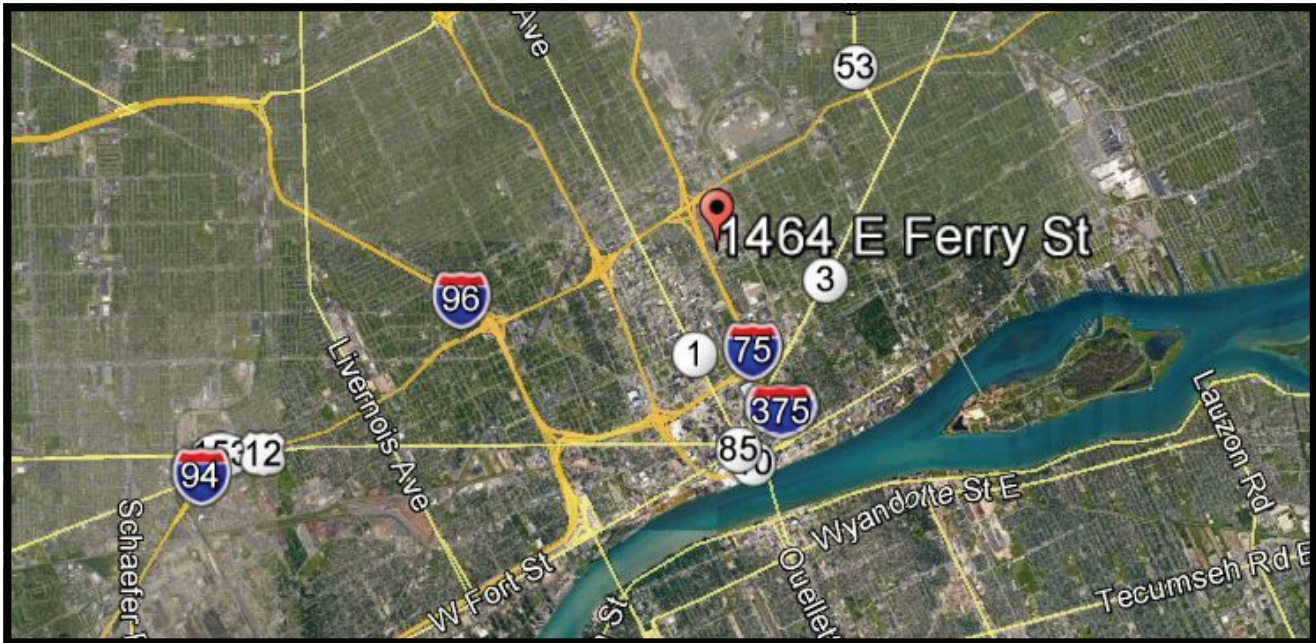 Ave
53
1464 E Ferry St
3
96
1
75
Livernois Ave
375
85
12
94
Lauzon Rd
Wyandotte St E
Schaefer
W Fort St
Tecumseh Rd E
St